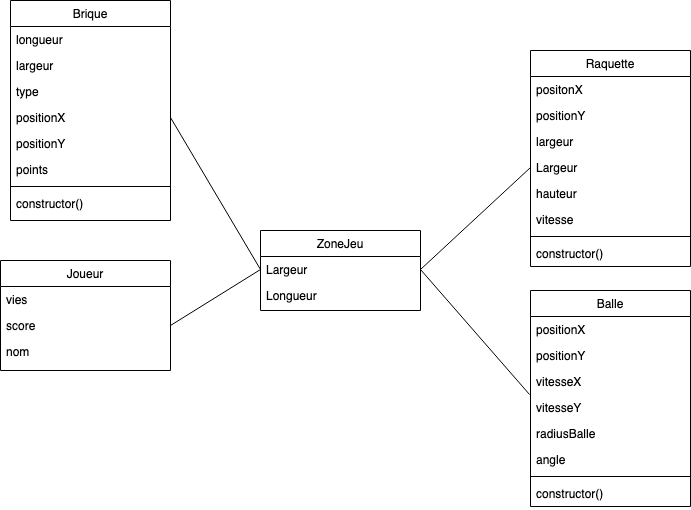 Brique
longueur
largeur
type
positionX
positionY
points
constructor()
Joueur
vies
score
nom
ZoneJeu
Largeur
Longueur
Raquette
positonX
positionY
largeur
Largeur
hauteur
vitesse
constructor()
Balle
positionX
positionY
vitesseX
vitesseY
radiusBalle
angle
constructor()